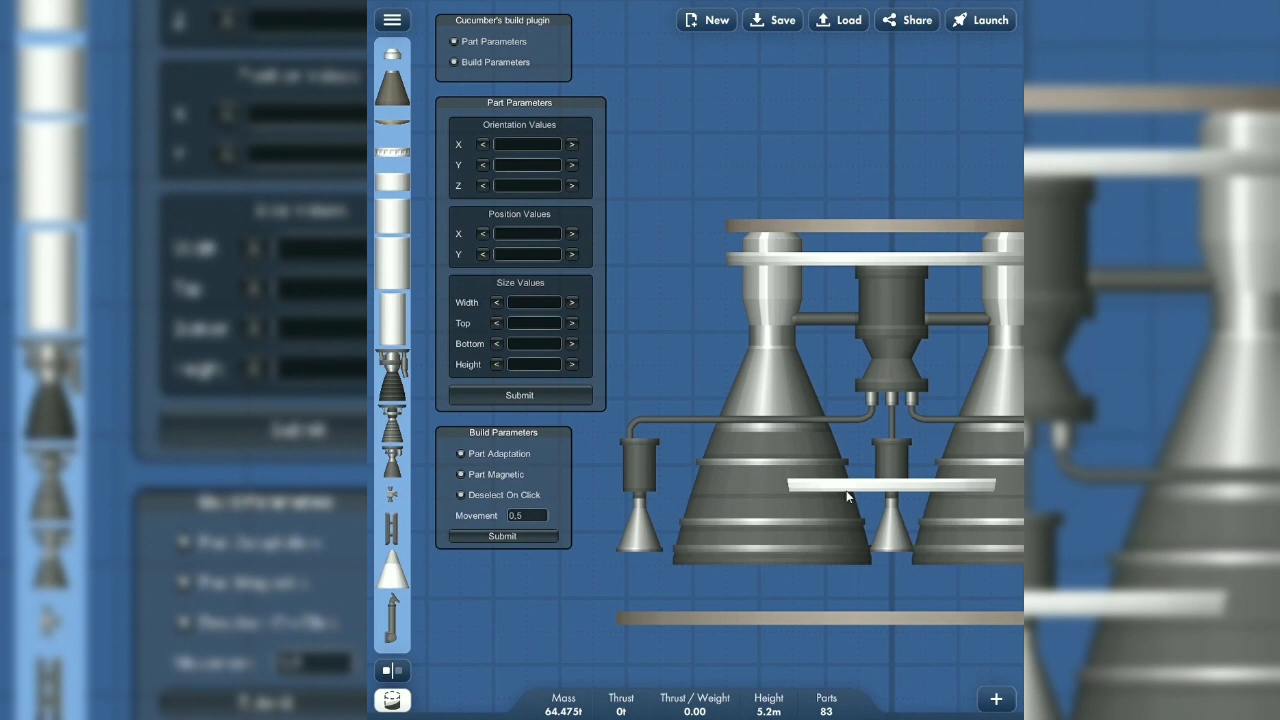 Cucumber's build plugin
Part Parameters
Build Parameters
New
Save
Load
Share
Launch
Part Parameters
Orientation Values
X < >
Y < >
Z < >
Position Values
X < >
Y < >
Size Values
Width < >
Top < >
Bottom < >
Height < >
Submit
Build Parameters
Part Adaptation
Part Magnetic
Deselect On Click
Movement 0.5
Submit
Mass Thrust Thrust / Weight Height Parts
64.475t 0t 0.00 5.2m 83